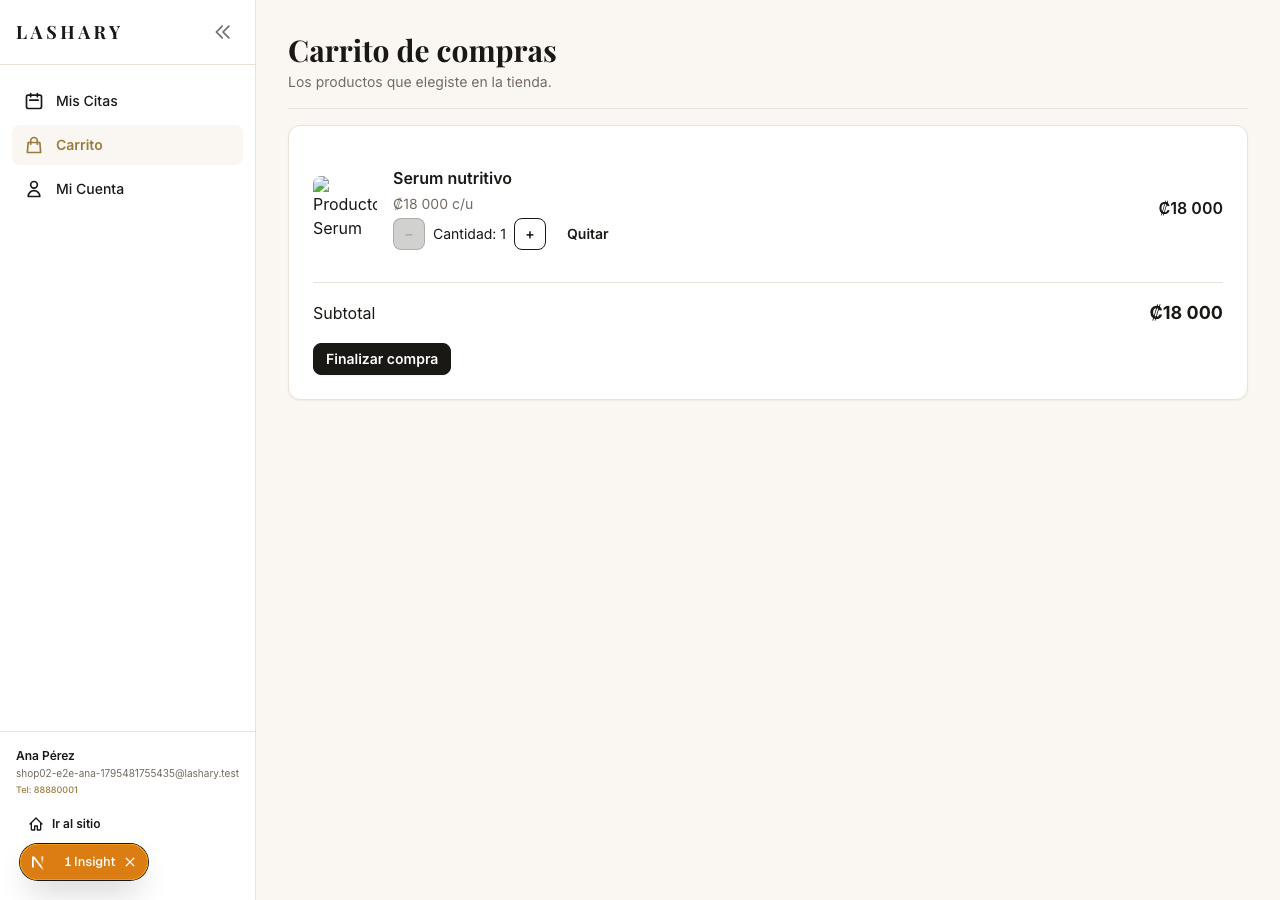 LASHARY
Mis Citas
Carrito
Mi Cuenta
Carrito de compras
Los productos que elegiste en la tienda.
Producto
Serum
Serum nutritivo
₡18 000 c/u
− Cantidad: 1 + Quitar
₡18 000
Subtotal ₡18 000
Finalizar compra
Ana Pérez
shop02-e2e-ana-1795481755435@lashary.test
Tel: 88880001
Ir al sitio
N 1 Insight